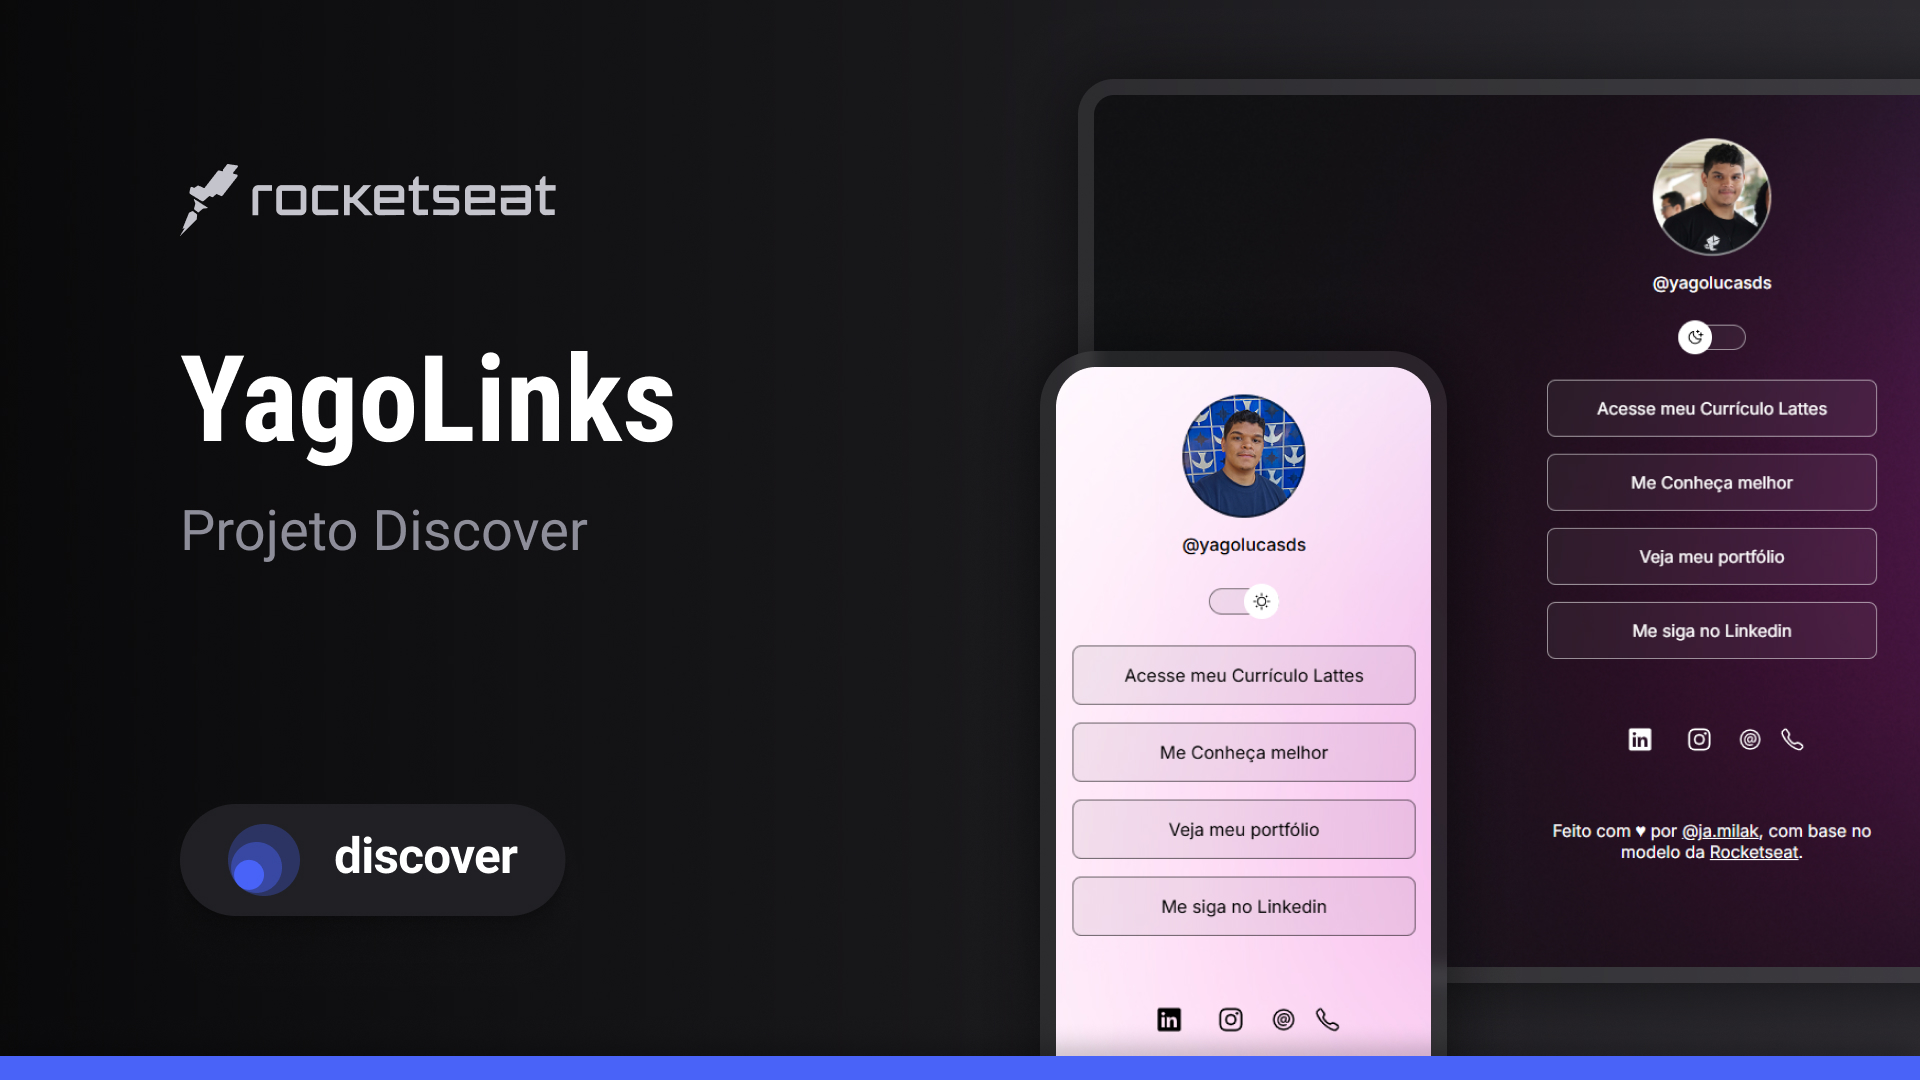 rocketseat
YagoLinks
Projeto Discover
discover
@yagolucasds
Acesse meu Currículo Lattes
Me Conheça melhor
Veja meu portfólio
Me siga no Linkedin
in
@
@yagolucasds
Acesse meu Currículo Lattes
Me Conheça melhor
Veja meu portfólio
Me siga no Linkedin
in
@
Feito com ♥ por @ja.milak, com base no
modelo da Rocketseat.